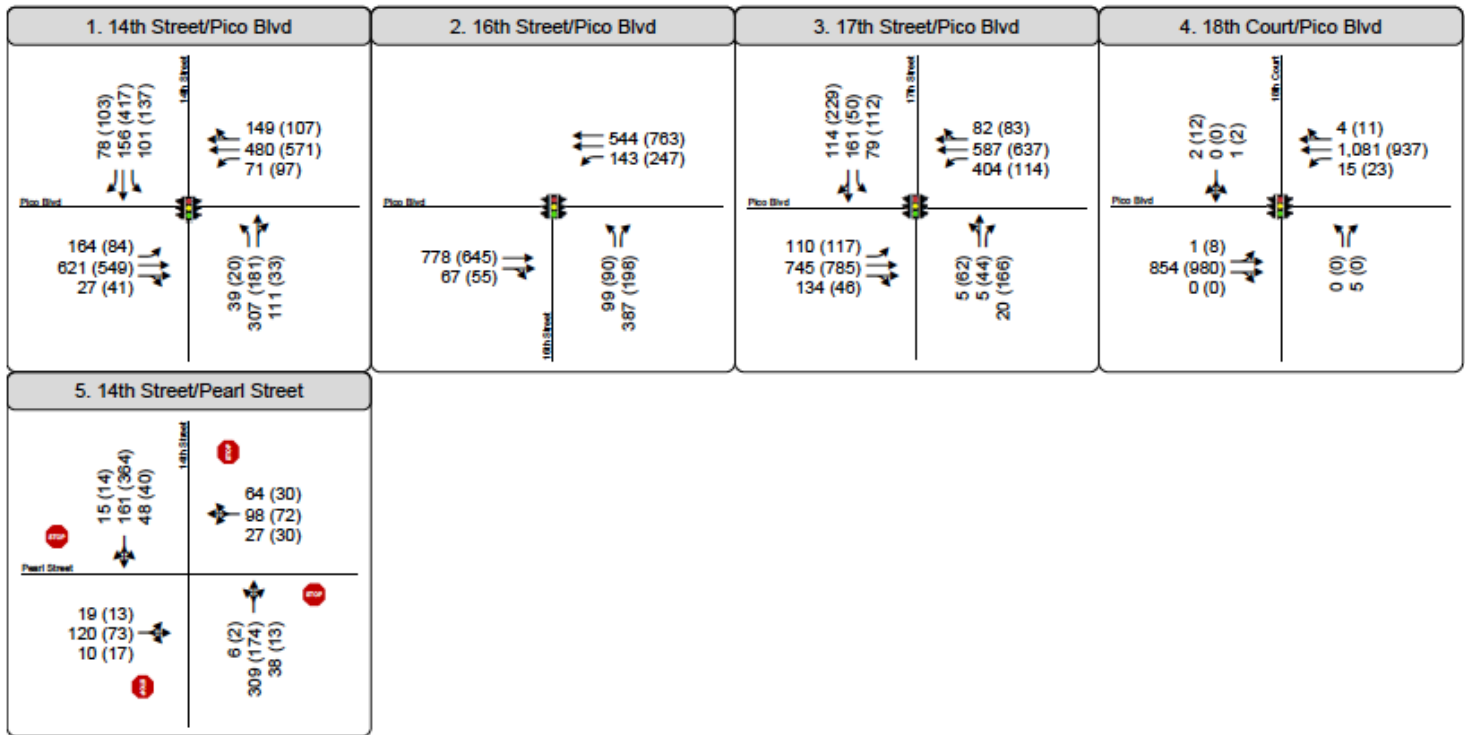 1. 14th Street/Pico Blvd
14th Street
78 (103)
156 (417)
101 (137)
149 (107)
480 (571)
71 (97)
Pico Blvd
164 (84)
621 (549)
27 (41)
39 (20)
307 (181)
111 (33)
2. 16th Street/Pico Blvd
544 (763)
143 (247)
Pico Blvd
778 (645)
67 (55)
99 (90)
387 (198)
16th Street
3. 17th Street/Pico Blvd
17th Street
114 (229)
161 (50)
79 (112)
82 (83)
587 (637)
404 (114)
Pico Blvd
110 (117)
745 (785)
134 (46)
5 (62)
5 (44)
20 (166)
4. 18th Court/Pico Blvd
18th Court
2 (12)
0 (0)
1 (2)
4 (11)
1,081 (937)
15 (23)
Pico Blvd
1 (8)
854 (980)
0 (0)
0 (0)
5 (0)
5. 14th Street/Pearl Street
14th Street
STOP
15 (14)
161 (364)
48 (40)
64 (30)
98 (72)
27 (30)
STOP
Pearl Street
STOP
19 (13)
120 (73)
10 (17)
6 (2)
309 (174)
38 (13)
STOP